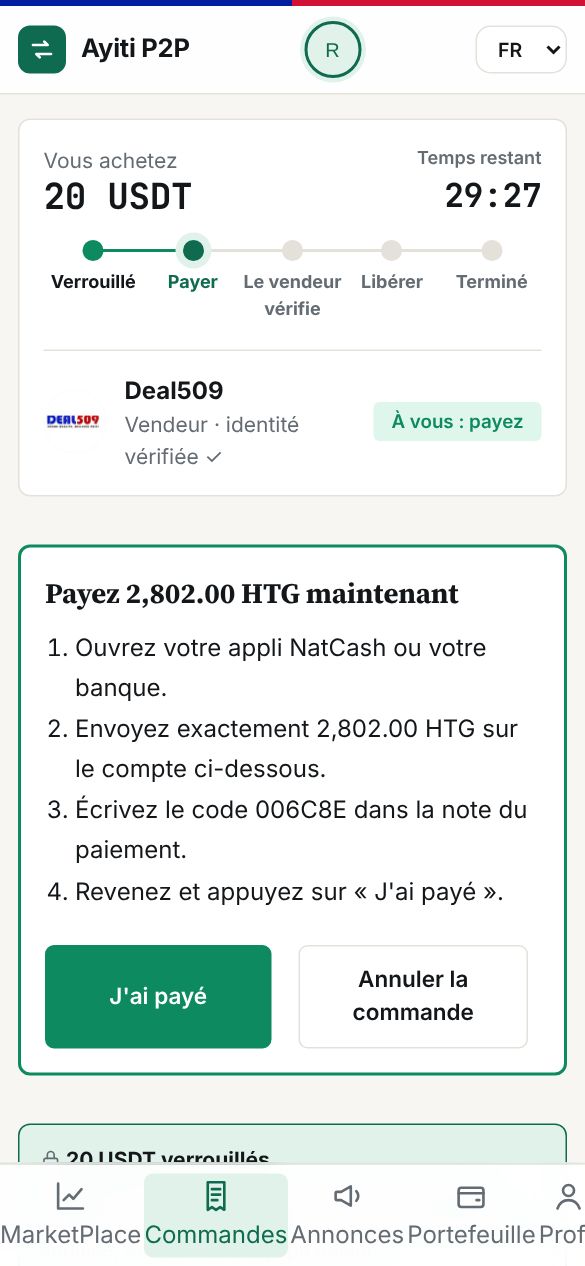 Ayiti P2P
R
FR
Vous achetez
Temps restant
20 USDT
29:27
Verrouillé
Payer
Le vendeur
vérifie
Libérer
Terminé
DEAL509
Deal509
Vendeur · identité
vérifiée ✓
À vous : payez
Payez 2,802.00 HTG maintenant
1. Ouvrez votre appli NatCash ou votre
banque.
2. Envoyez exactement 2,802.00 HTG sur
le compte ci-dessous.
3. Écrivez le code 006C8E dans la note du
paiement.
4. Revenez et appuyez sur « J'ai payé ».
J'ai payé
Annuler la
commande
20 USDT verrouillés
MarketPlace
Commandes
Annonces
Portefeuille
Prof